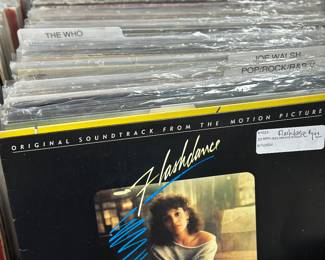 THE WHO
JOE WALSH
POP/ROCK/R&B
ORIGINAL SOUNDTRACK FROM THE MOTION PICTURE
Flashdance